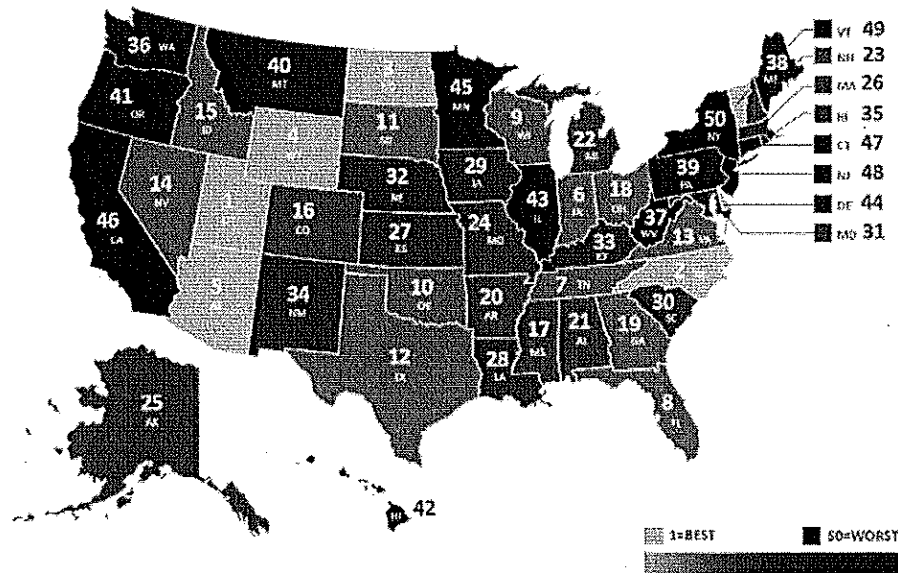 36 WA
41 OR
46 CA
15 ID
14 NV
40 MT
4
11
45 MN
9
22
29 IA
32 NE
16 CO
27
24 MO
43 IL
6
18
39 PA
50 NY
38 ME
37 WV
33 KY
13
2
7 TN
30 SC
34 NM
10 OK
20 AR
17 MS
21 AL
19 GA
12 TX
28 LA
8 FL
25 AK
HI 42
VT 49
NH 23
MA 26
RI 35
CT 47
NJ 48
DE 44
MD 31
1=BEST
50=WORST